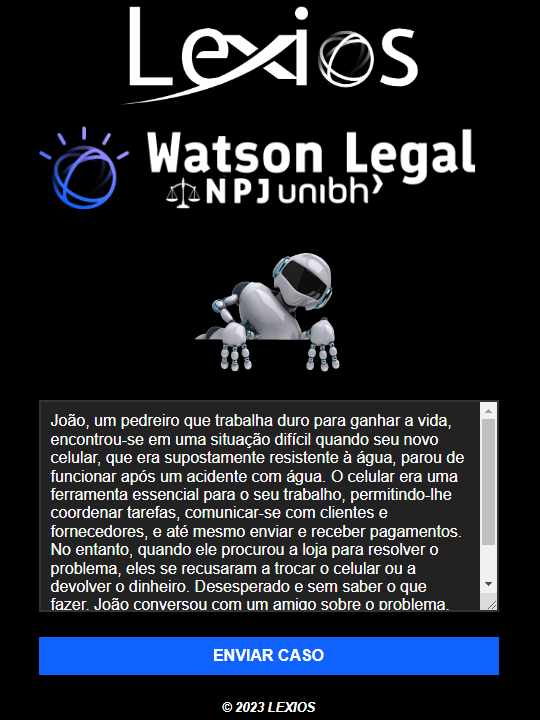 Lexios
Watson Legal
NPJ unibh
João, um pedreiro que trabalha duro para ganhar a vida,
encontrou-se em uma situação difícil quando seu novo
celular, que era supostamente resistente à água, parou de
funcionar após um acidente com água. O celular era uma
ferramenta essencial para o seu trabalho, permitindo-lhe
coordenar tarefas, comunicar-se com clientes e
fornecedores, e até mesmo enviar e receber pagamentos.
No entanto, quando ele procurou a loja para resolver o
problema, eles se recusaram a trocar o celular ou a
devolver o dinheiro. Desesperado e sem saber o que
fazer, João conversou com um amigo sobre o problema,
ENVIAR CASO
© 2023 LEXIOS